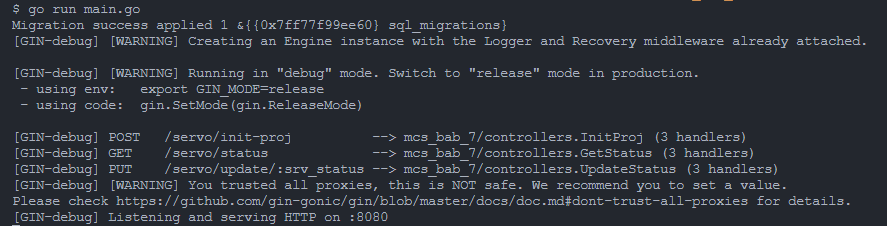 $ go run main.go
Migration success applied 1 &{{0x7ff77f99ee60} sql_migrations}
[GIN-debug] [WARNING] Creating an Engine instance with the Logger and Recovery middleware already attached.
[GIN-debug] [WARNING] Running in "debug" mode. Switch to "release" mode in production.
- using env: export GIN_MODE=release
- using code: gin.SetMode(gin.ReleaseMode)
[GIN-debug] POST /servo/init-proj --> mcs_bab_7/controllers.InitProj (3 handlers)
[GIN-debug] GET /servo/status --> mcs_bab_7/controllers.GetStatus (3 handlers)
[GIN-debug] PUT /servo/update/:srv_status --> mcs_bab_7/controllers.UpdateStatus (3 handlers)
[GIN-debug] [WARNING] You trusted all proxies, this is NOT safe. We recommend you to set a value.
Please check https://github.com/gin-gonic/gin/blob/master/docs/doc.md#dont-trust-all-proxies for details.
[GIN-debug] Listening and serving HTTP on :8080